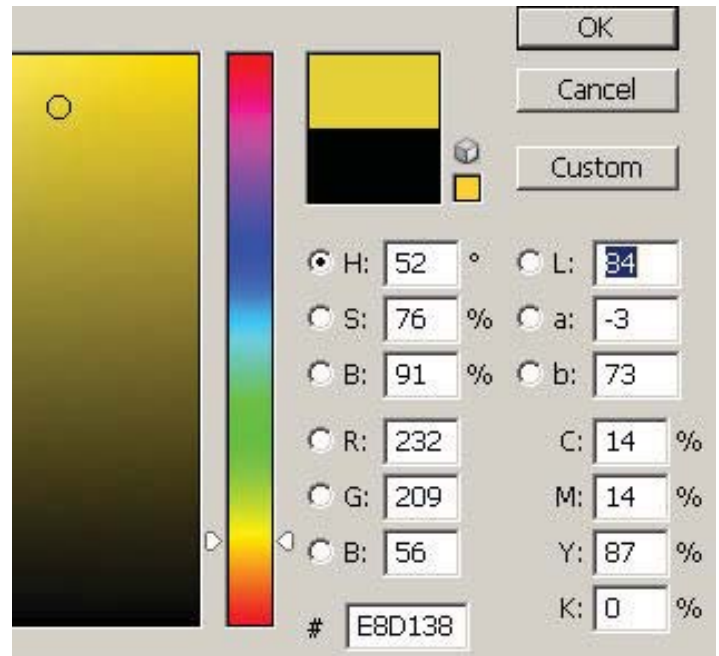 OK
Cancel
Custom
H: 52 °
S: 76 %
B: 91 %
R: 232
G: 209
B: 56
# E8D138
L: 84
a: -3
b: 73
C: 14 %
M: 14 %
Y: 87 %
K: 0 %